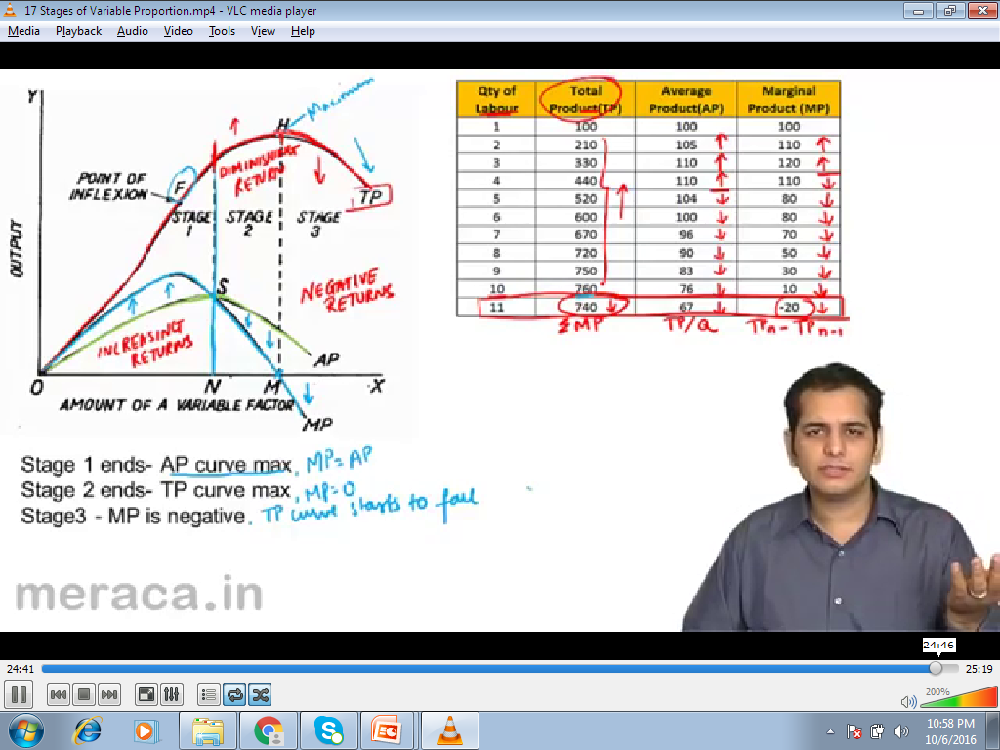 17 Stages of Variable Proportion.mp4 - VLC media player
Media Playback Audio Video Tools View Help
Y
H
Maximum
DIMINISHING RETURN
POINT OF INFLEXION
F
TP
STAGE 1
STAGE 2
STAGE 3
OUTPUT
S
NEGATIVE RETURNS
INCREASING RETURNS
AP
O
N
M
X
AMOUNT OF A VARIABLE FACTOR
MP
Qty of Labour Total Product(TP) Average Product(AP) Marginal Product (MP)
1 100 100 100
2 210 105 110
3 330 110 120
4 440 110 110
5 520 104 80
6 600 100 80
7 670 96 70
8 720 90 50
9 750 83 30
10 760 76 10
11 740 67 -20
ΣMP TP/Q TPn - TPn-1
Stage 1 ends- AP curve max, MP=AP
Stage 2 ends- TP curve max, MP=0
Stage3 - MP is negative. TP curve starts to fall
meraca.in
24:46
24:41
25:19
200%
10:58 PM
10/6/2016